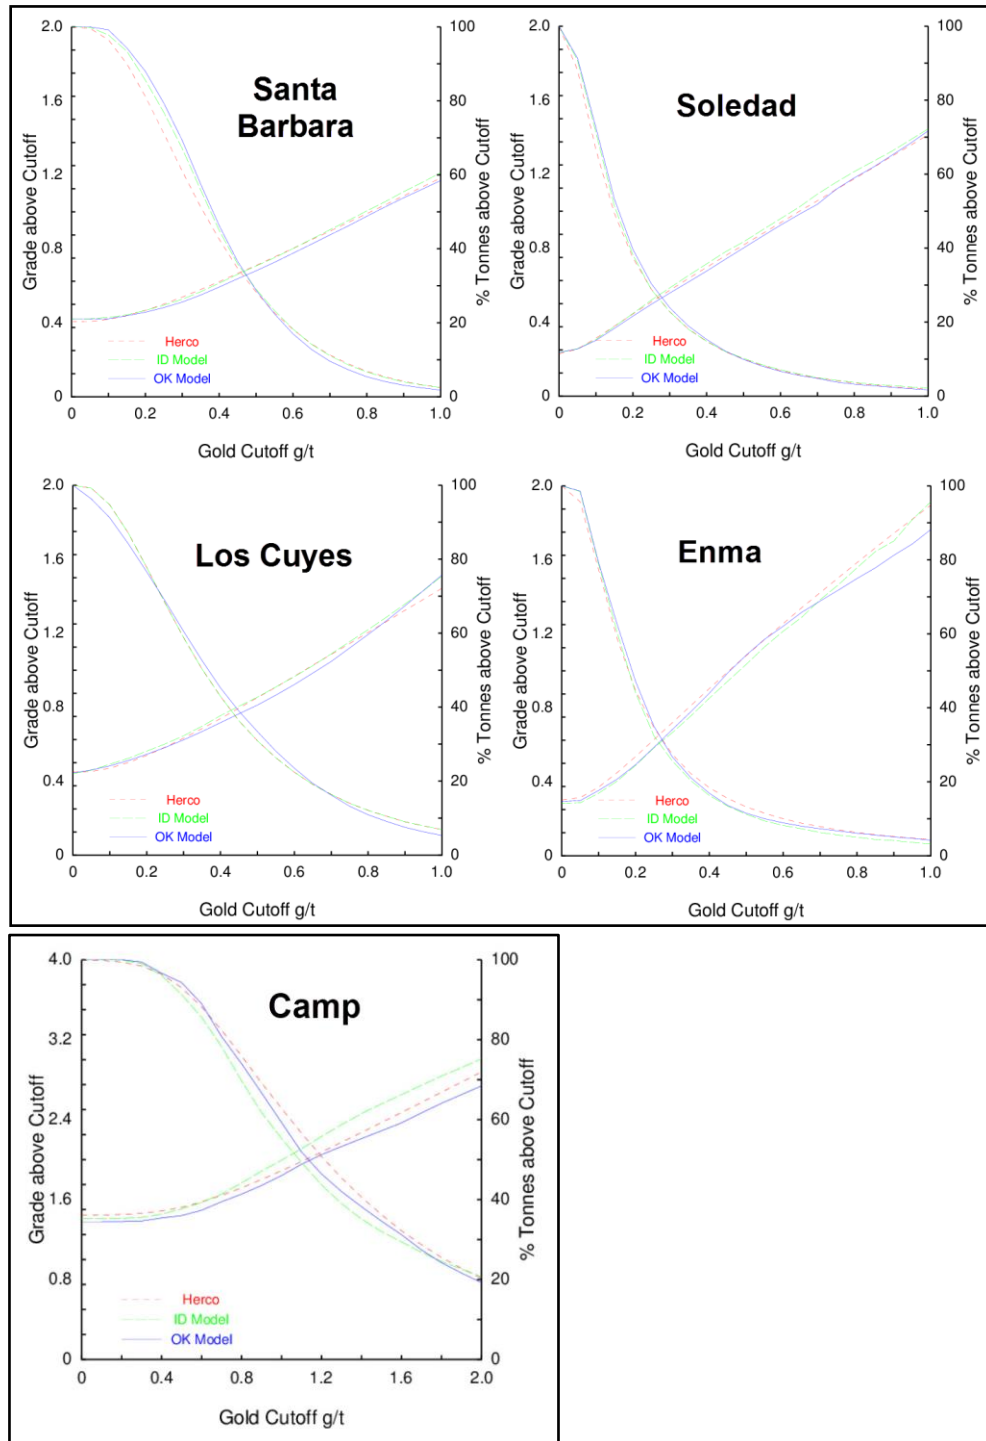 Santa
Barbara
Grade above Cutoff
2.0
1.6
1.2
0.8
0.4
0
% Tonnes above Cutoff
100
80
60
40
20
0
Herco
ID Model
OK Model
0 0.2 0.4 0.6 0.8 1.0
Gold Cutoff g/t
Soledad
Grade above Cutoff
2.0
1.6
1.2
0.8
0.4
0
% Tonnes above Cutoff
100
80
60
40
20
0
Herco
ID Model
OK Model
0 0.2 0.4 0.6 0.8 1.0
Gold Cutoff g/t
Los Cuyes
Grade above Cutoff
2.0
1.6
1.2
0.8
0.4
0
% Tonnes above Cutoff
100
80
60
40
20
0
Herco
ID Model
OK Model
0 0.2 0.4 0.6 0.8 1.0
Gold Cutoff g/t
Enma
Grade above Cutoff
2.0
1.6
1.2
0.8
0.4
0
% Tonnes above Cutoff
100
80
60
40
20
0
Herco
ID Model
OK Model
0 0.2 0.4 0.6 0.8 1.0
Gold Cutoff g/t
Camp
Grade above Cutoff
4.0
3.2
2.4
1.6
0.8
0
% Tonnes above Cutoff
100
80
60
40
20
0
Herco
ID Model
OK Model
0 0.4 0.8 1.2 1.6 2.0
Gold Cutoff g/t